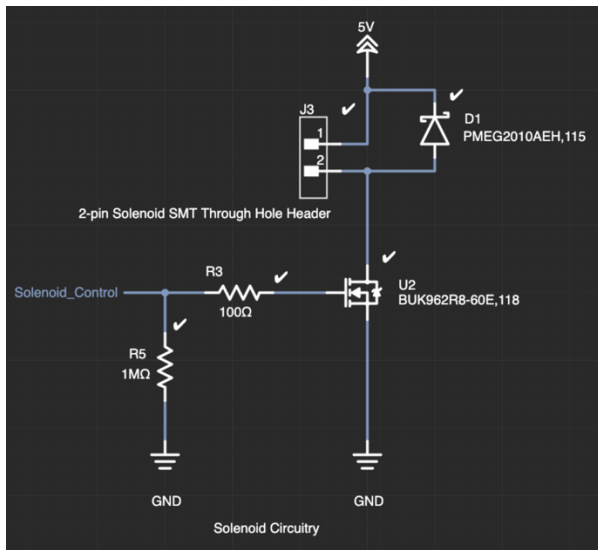 5V
J3
1
2
D1
PMEG2010AEH,115
2-pin Solenoid SMT Through Hole Header
Solenoid_Control
R3
100Ω
U2
BUK962R8-60E,118
R5
1MΩ
GND
GND
Solenoid Circuitry